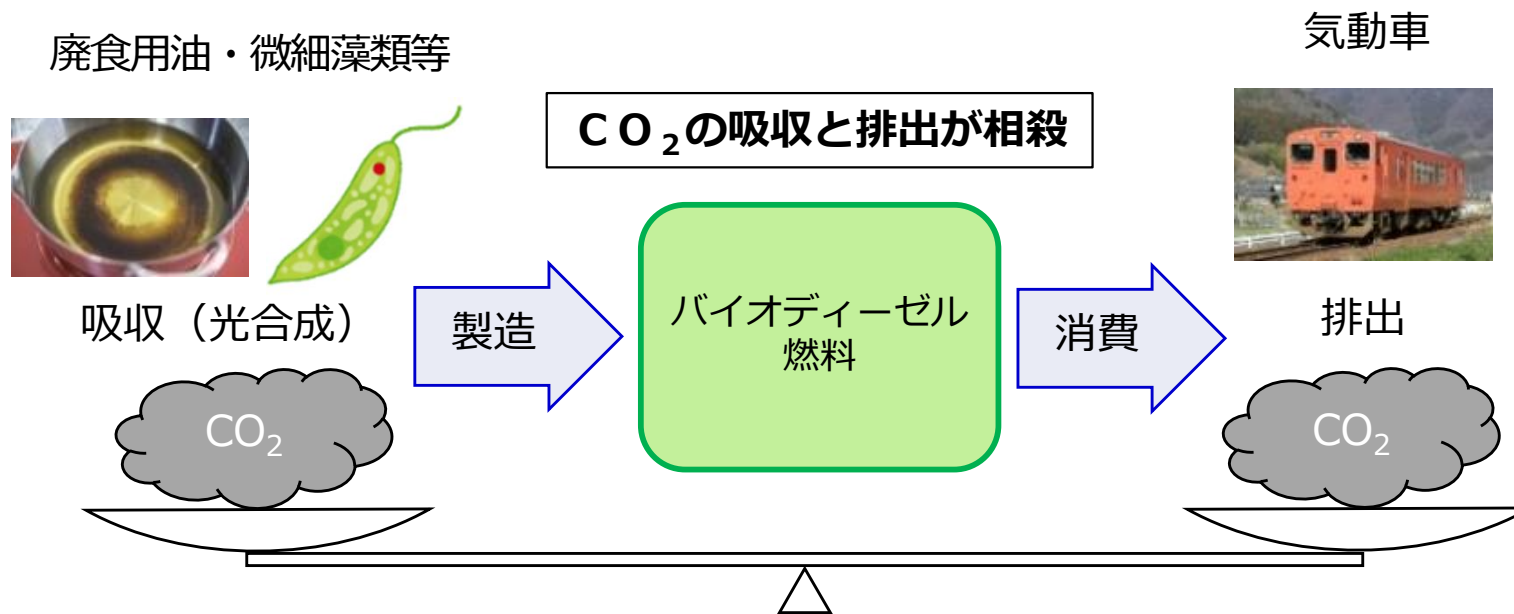 廃食用油・微細藻類等
気動車
CO₂の吸収と排出が相殺
吸収（光合成）
製造
バイオディーゼル
燃料
消費
排出
CO₂
CO₂